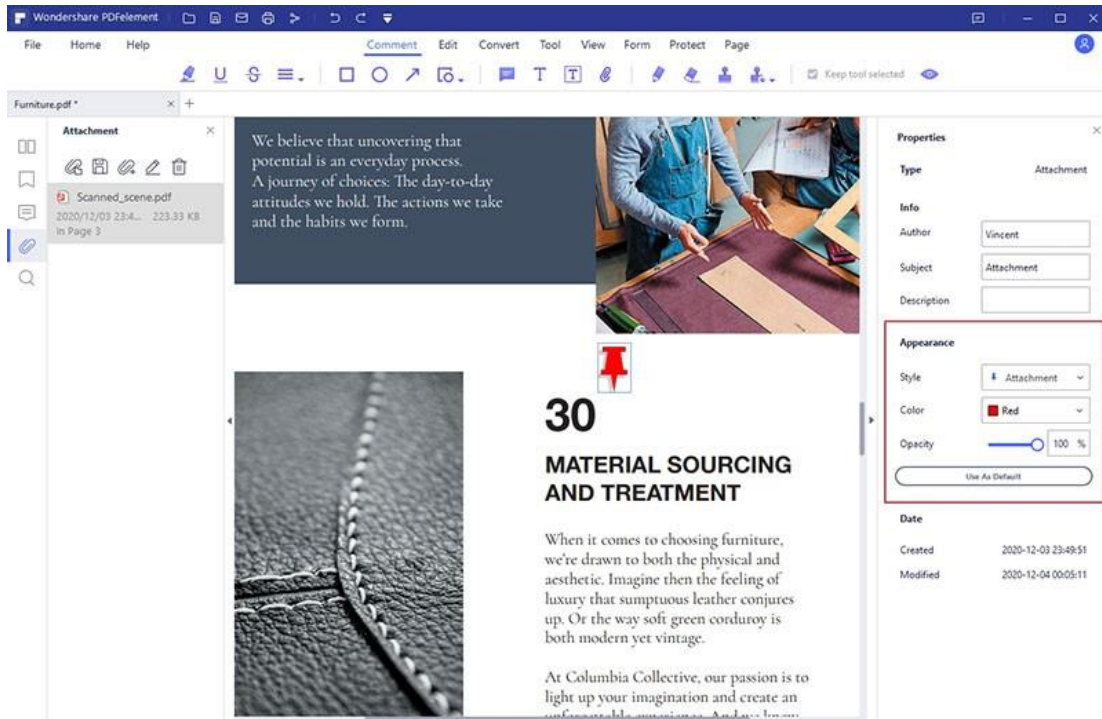 Wondershare PDFelement
File Home Help Comment Edit Convert Tool View Form Protect Page
Keep tool selected
Furniture.pdf *
Attachment
Scanned_scene.pdf
2020/12/03 23:4... 223.33 KB
In Page 3
We believe that uncovering that
potential is an everyday process.
A journey of choices: The day-to-day
attitudes we hold. The actions we take
and the habits we form.
30
MATERIAL SOURCING
AND TREATMENT
When it comes to choosing furniture,
we're drawn to both the physical and
aesthetic. Imagine then the feeling of
luxury that sumptuous leather conjures
up. Or the way soft green corduroy is
both modern yet vintage.
At Columbia Collective, our passion is to
light up your imagination and create an
Properties
Type Attachment
Info
Author Vincent
Subject Attachment
Description
Appearance
Style Attachment
Color Red
Opacity 100 %
Use As Default
Date
Created 2020-12-03 23:49:51
Modified 2020-12-04 00:05:11